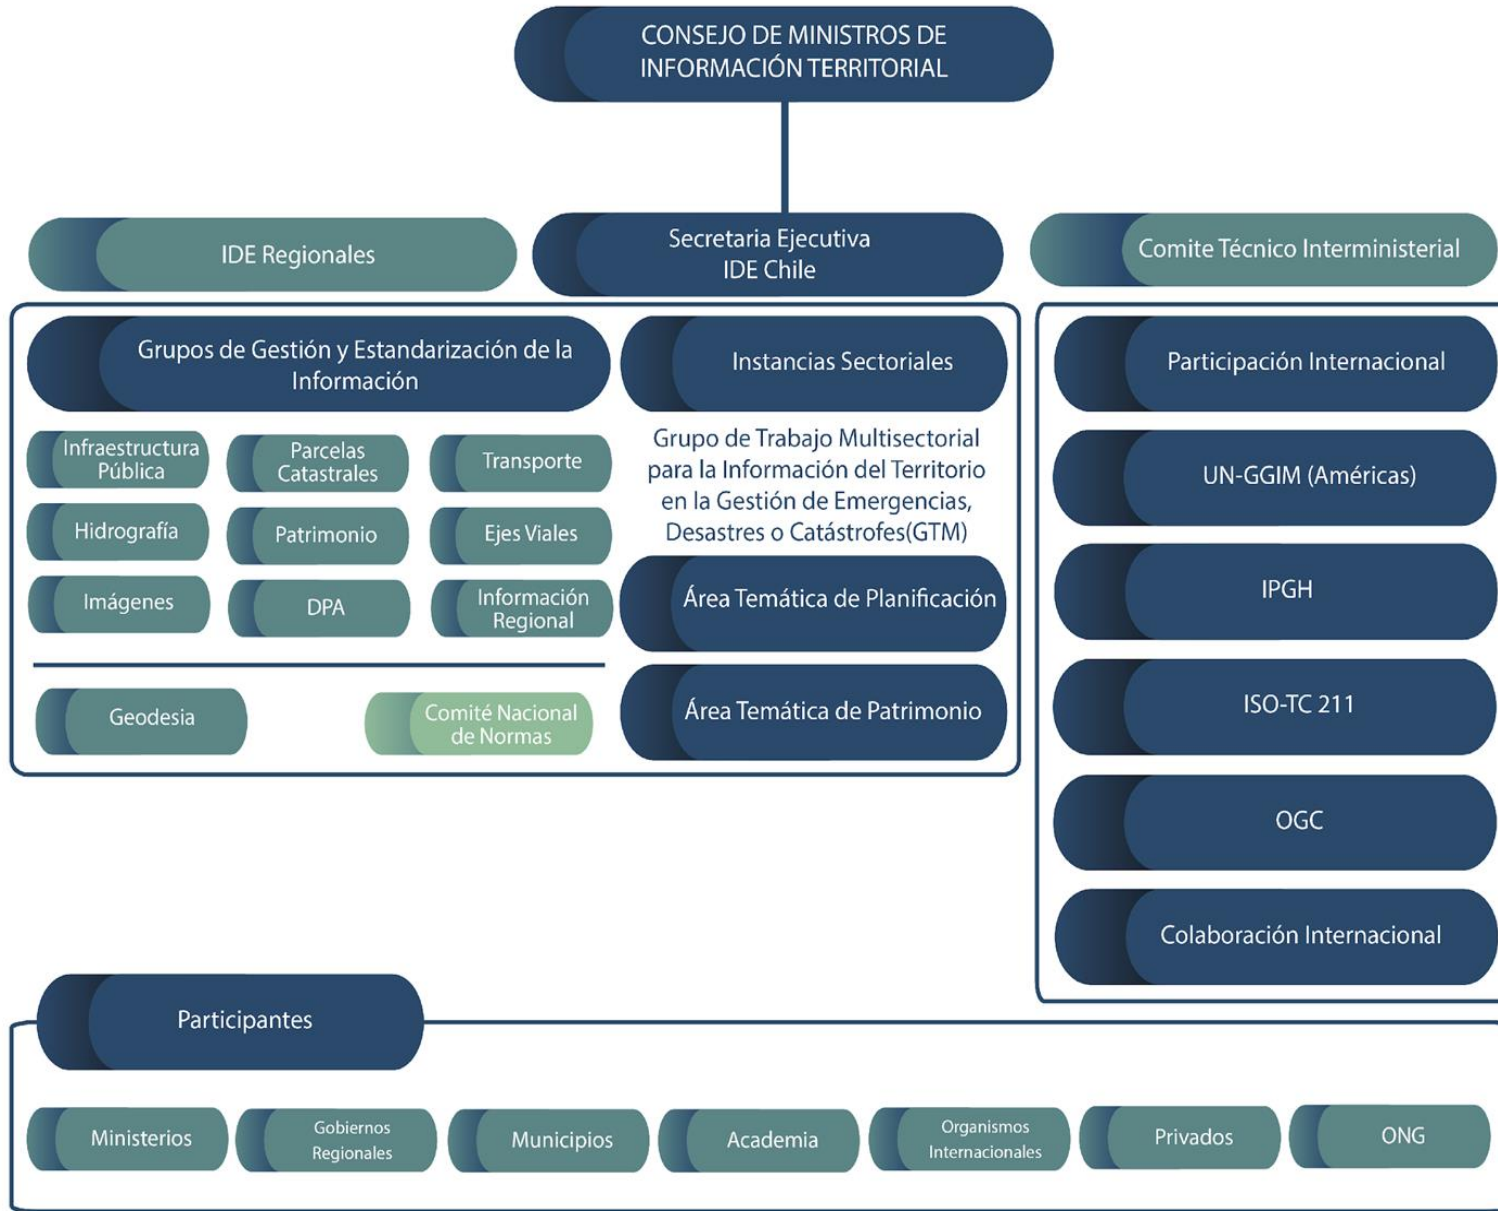 CONSEJO DE MINISTROS DE
INFORMACIÓN TERRITORIAL
IDE Regionales
Secretaria Ejecutiva
IDE Chile
Comite Técnico Interministerial
Grupos de Gestión y Estandarización de la
Información
Infraestructura
Pública
Parcelas
Catastrales
Transporte
Hidrografía
Patrimonio
Ejes Viales
Imágenes
DPA
Información
Regional
Geodesia
Comité Nacional
de Normas
Instancias Sectoriales
Grupo de Trabajo Multisectorial
para la Información del Territorio
en la Gestión de Emergencias,
Desastres o Catástrofes(GTM)
Área Temática de Planificación
Área Temática de Patrimonio
Participación Internacional
UN-GGIM (Américas)
IPGH
ISO-TC 211
OGC
Colaboración Internacional
Participantes
Ministerios
Gobiernos
Regionales
Municipios
Academia
Organismos
Internacionales
Privados
ONG